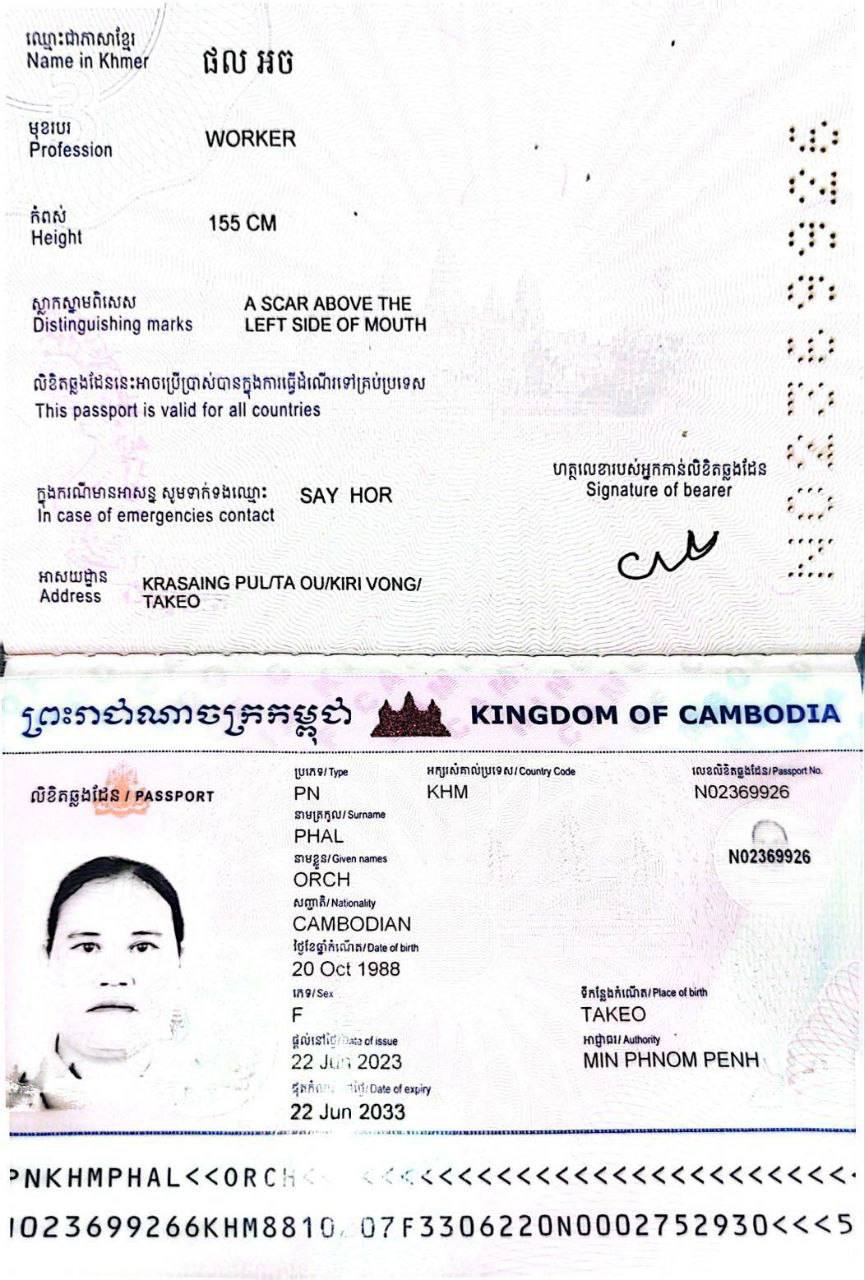 ឈ្មោះជាភាសាខ្មែរ
Name in Khmer
ផល អច
មុខរបរ
Profession
WORKER
កំពស់
Height
155 CM
ស្លាកស្នាមពិសេស
Distinguishing marks
A SCAR ABOVE THE
LEFT SIDE OF MOUTH
លិខិតឆ្លងដែននេះអាចប្រើប្រាស់បានក្នុងការធ្វើដំណើរទៅគ្រប់ប្រទេស
This passport is valid for all countries
ហត្ថលេខារបស់អ្នកកាន់លិខិតឆ្លងដែន
Signature of bearer
ក្នុងករណីមានអាសន្ន សូមទាក់ទងឈ្មោះ
In case of emergencies contact
SAY HOR
អាសយដ្ឋាន
Address
KRASAING PUL/TA OU/KIRI VONG/
TAKEO
N02369926
ព្រះរាជាណាចក្រកម្ពុជា
KINGDOM OF CAMBODIA
លិខិតឆ្លងដែន / PASSPORT
ប្រភេទ/ Type
PN
អក្សរសំគាល់ប្រទេស/ Country Code
KHM
លេខលិខិតឆ្លងដែន/ Passport No.
N02369926
N02369926
នាមត្រកូល/ Surname
PHAL
នាមខ្លួន/ Given names
ORCH
សញ្ជាតិ/ Nationality
CAMBODIAN
ថ្ងៃខែឆ្នាំកំណើត/ Date of birth
20 Oct 1988
ភេទ/ Sex
F
ទីកន្លែងកំណើត/ Place of birth
TAKEO
ផ្តល់នៅថ្ងៃ/ Date of issue
22 Jun 2023
អាជ្ញាធរ/ Authority
MIN PHNOM PENH
Date of expiry
22 Jun 2033
PNKHMPHAL<<ORCH<< <<<<<<<<<<<<<<<<<<<<<<<<
N023699266KHM8810 07F3306220N0002752930<<<5